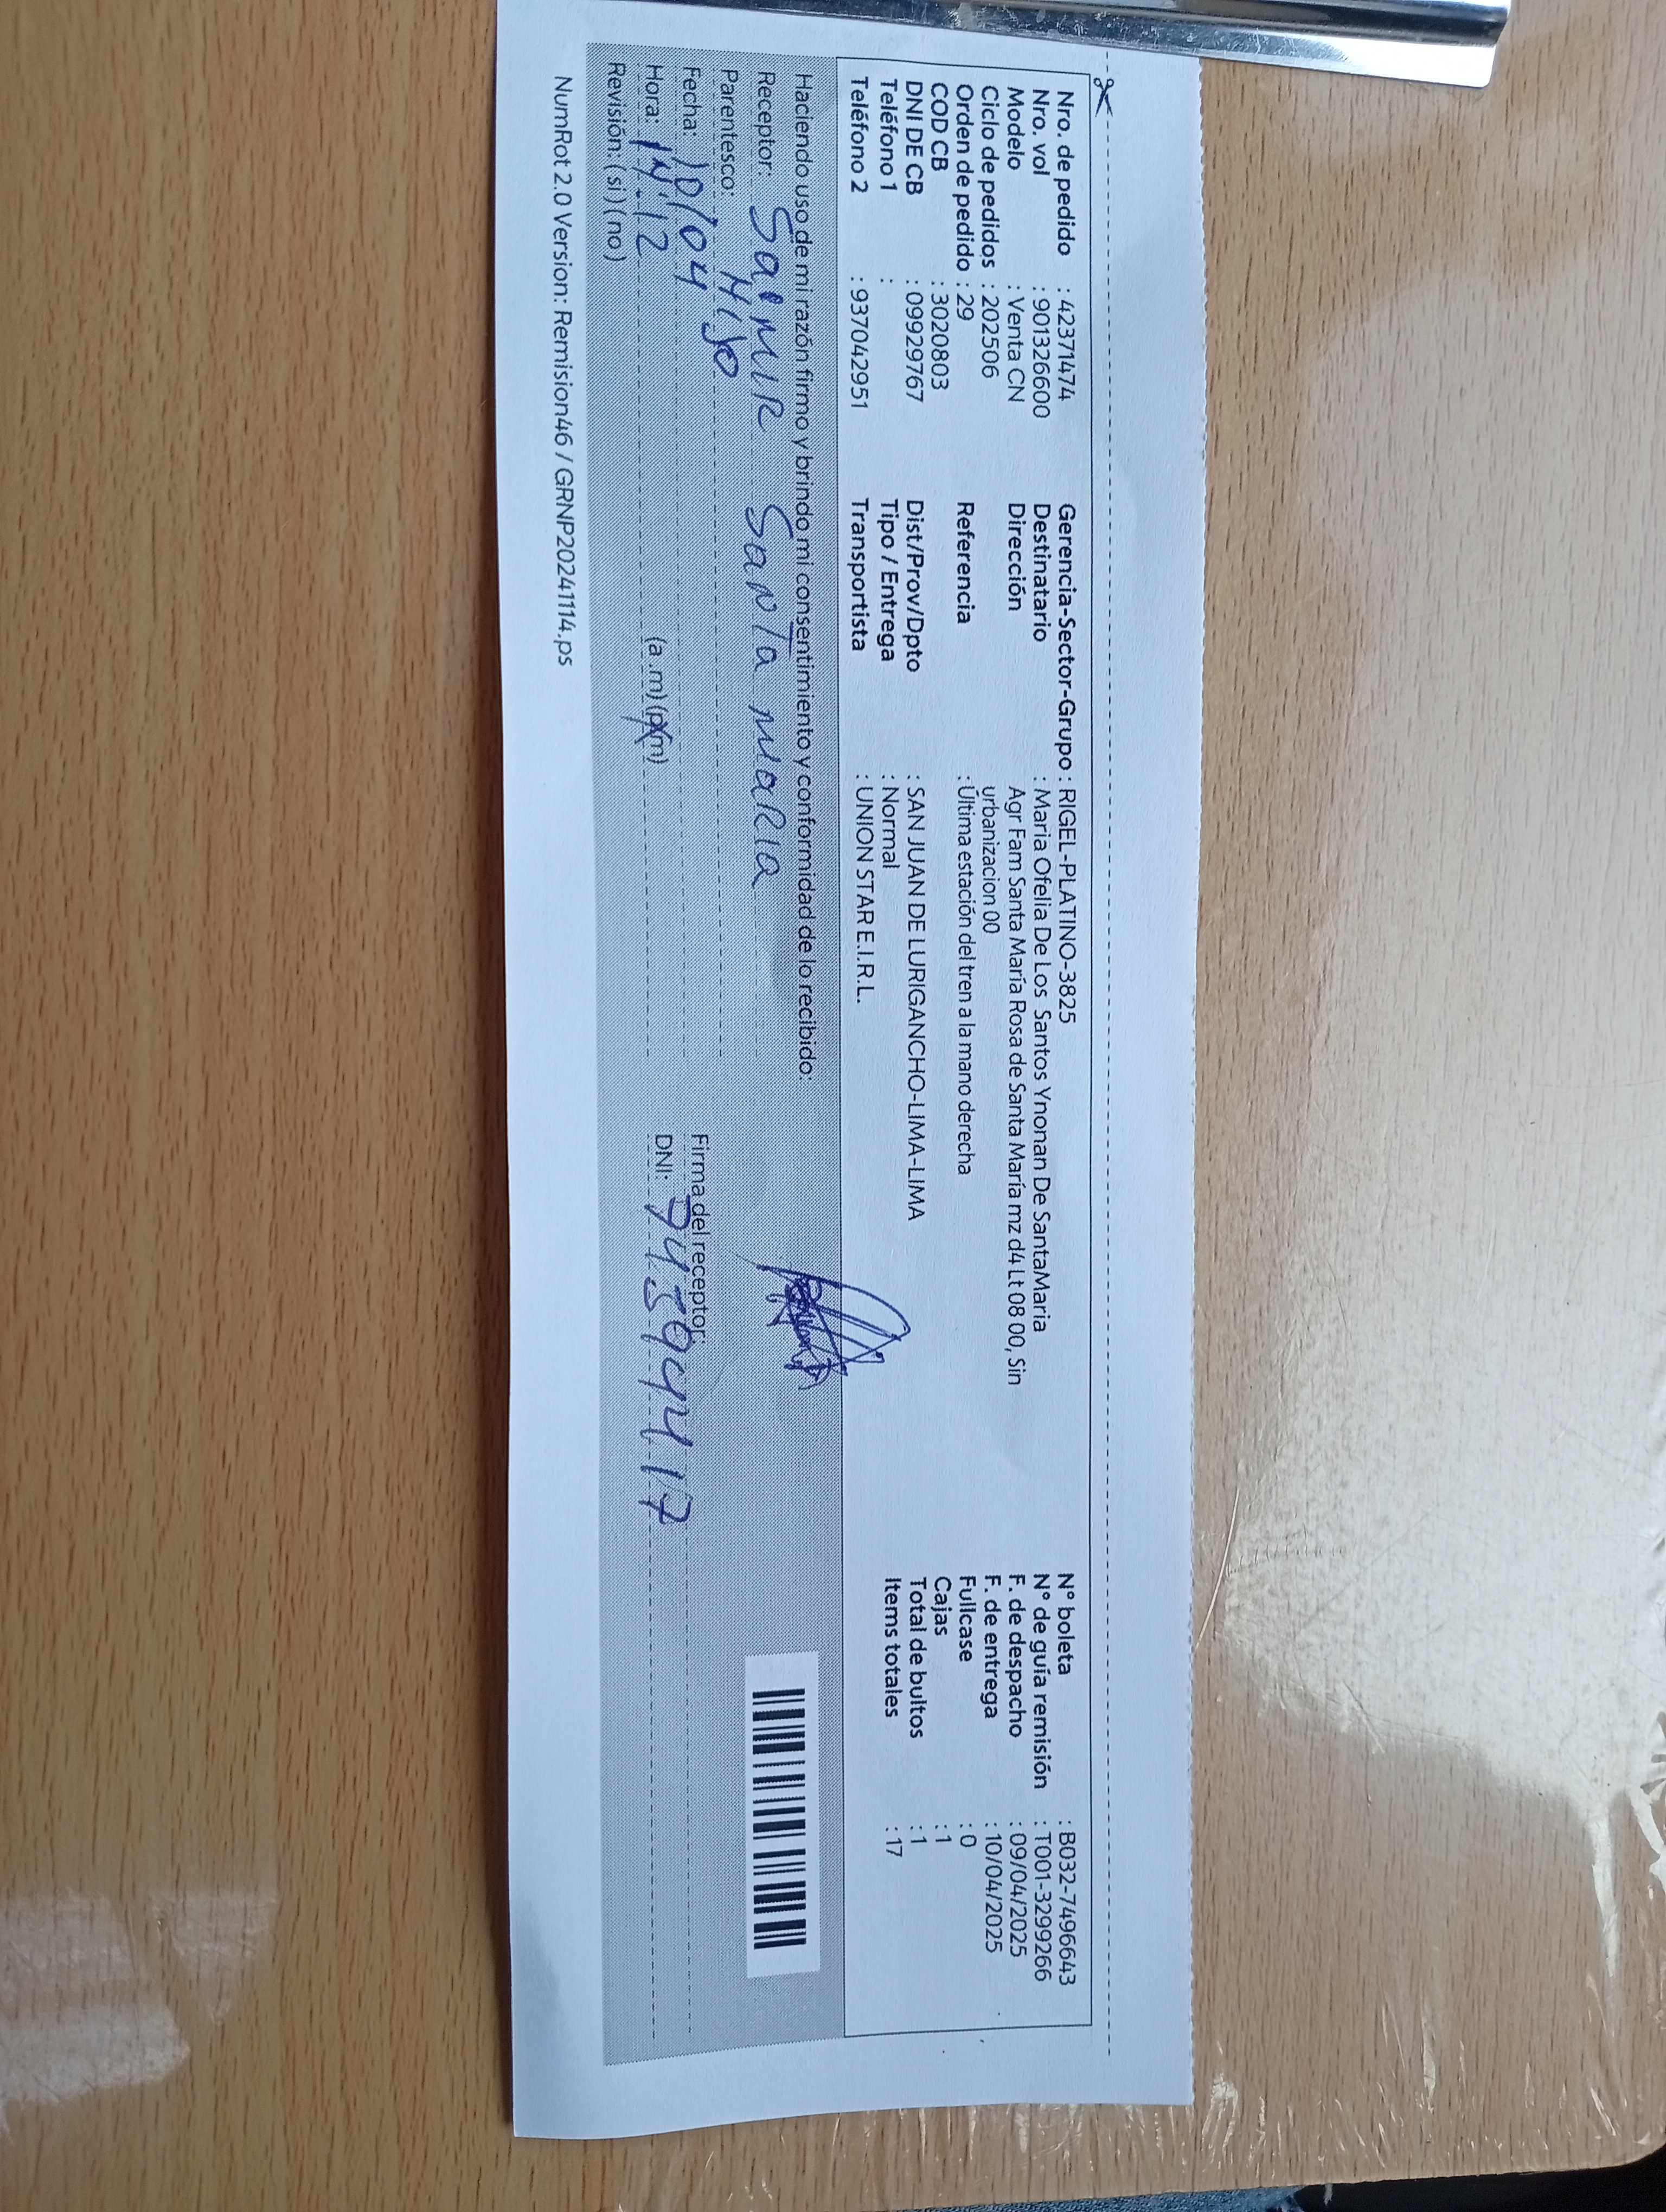 Nro. de pedido : 42371474
Nro. vol : 901326600
Modelo : Venta CN
Ciclo de pedidos : 202506
Orden de pedido : 29
COD CB : 3020803
DNI DE CB : 09929767
Teléfono 1 :
Teléfono 2 : 937042951
Gerencia-Sector-Grupo : RIGEL-PLATINO-3825
Destinatario : Maria Ofelia De Los Santos Ynonan De SantaMaria
Dirección Agr Fam Santa María Rosa de Santa María mz d4 Lt 08 00, Sin
urbanizacion 00
Referencia : Última estación del tren a la mano derecha
Dist/Prov/Dpto : SAN JUAN DE LURIGANCHO-LIMA-LIMA
Tipo / Entrega : Normal
Transportista : UNION STAR E.I.R.L.
N° boleta : B032-7496643
N° de guía remisión : T001-3299266
F. de despacho : 09/04/2025
F. de entrega : 10/04/2025
Fullcase : 0
Cajas : 1
Total de bultos : 1
Items totales : 17
Haciendo uso de mi razón firmo y brindo mi consentimiento y conformidad de lo recibido:
Receptor: Saimir Santa maria
Parentesco: Hijo
Fecha: 10/04
Hora: 14:12 (a.m) (p.m)
Revisión: (si) (no)
Firma del receptor:
DNI:
NumRot 2.0 Version: Remision46 / GRNP20241114.ps